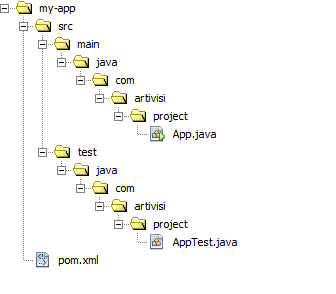 my-app
src
main
java
com
artivisi
project
App.java
test
java
com
artivisi
project
AppTest.java
pom.xml